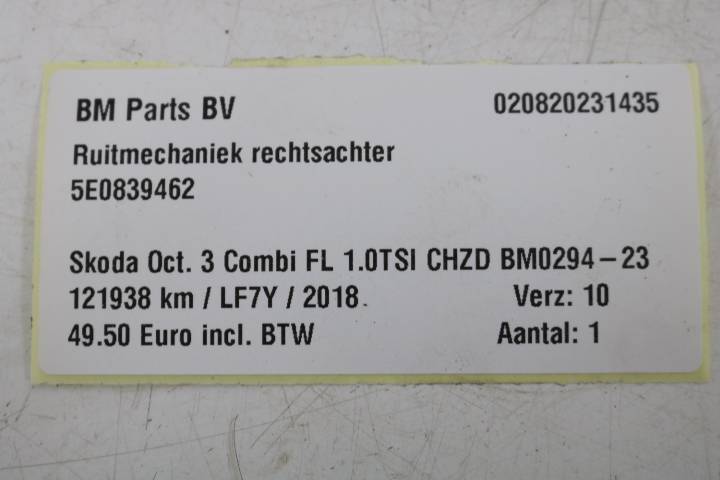 BM Parts BV 020820231435
Ruitmechaniek rechtsachter
5E0839462
Skoda Oct. 3 Combi FL 1.0TSI CHZD BM0294-23
121938 km / LF7Y / 2018. Verz: 10
49.50 Euro incl. BTW Aantal: 1